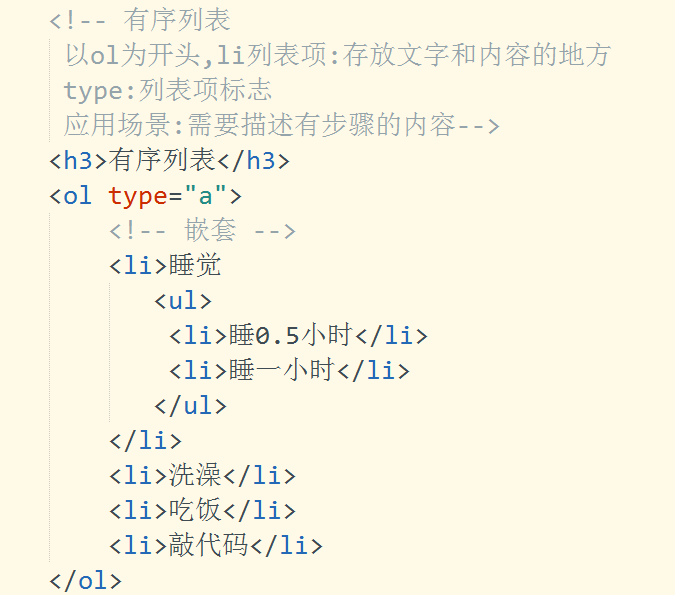 <!-- 有序列表
以ol为开头,li列表项:存放文字和内容的地方
type:列表项标志
应用场景:需要描述有步骤的内容-->
<h3>有序列表</h3>
<ol type="a">
<!-- 嵌套 -->
<li>睡觉
<ul>
<li>睡0.5小时</li>
<li>睡一小时</li>
</ul>
</li>
<li>洗澡</li>
<li>吃饭</li>
<li>敲代码</li>
</ol>